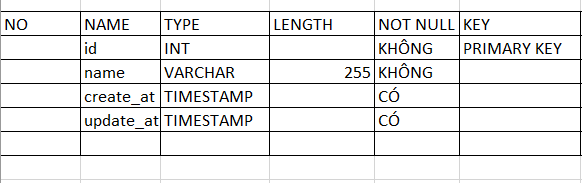 NO NAME TYPE LENGTH NOT NULL KEY
id INT KHÔNG PRIMARY KEY
name VARCHAR 255 KHÔNG
create_at TIMESTAMP CÓ
update_at TIMESTAMP CÓ